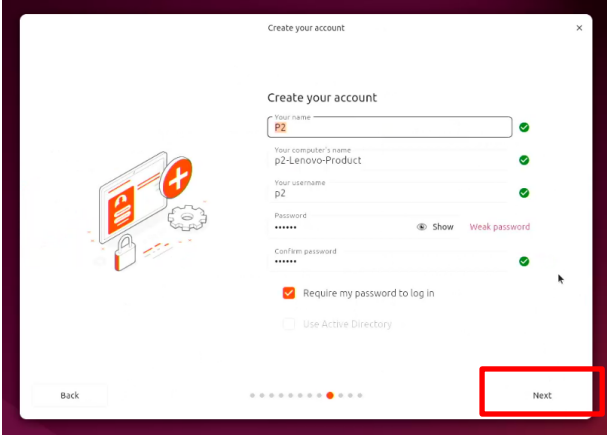 Create your account
×
Create your account
Your name
P2
Your computer's name
p2-Lenovo-Product
Your username
p2
Password
••••••
Show
Weak password
Confirm password
••••••
Require my password to log in
Use Active Directory
Back
Next